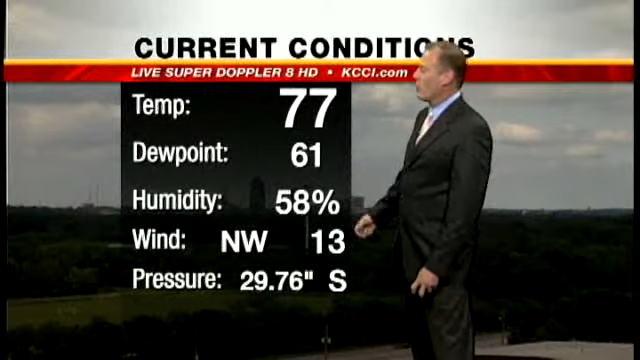 CURRENT CONDITIONS
LIVE SUPER DOPPLER 8 HD • KCCI.com
Temp: 77
Dewpoint: 61
Humidity: 58%
Wind: NW 13
Pressure: 29.76" S